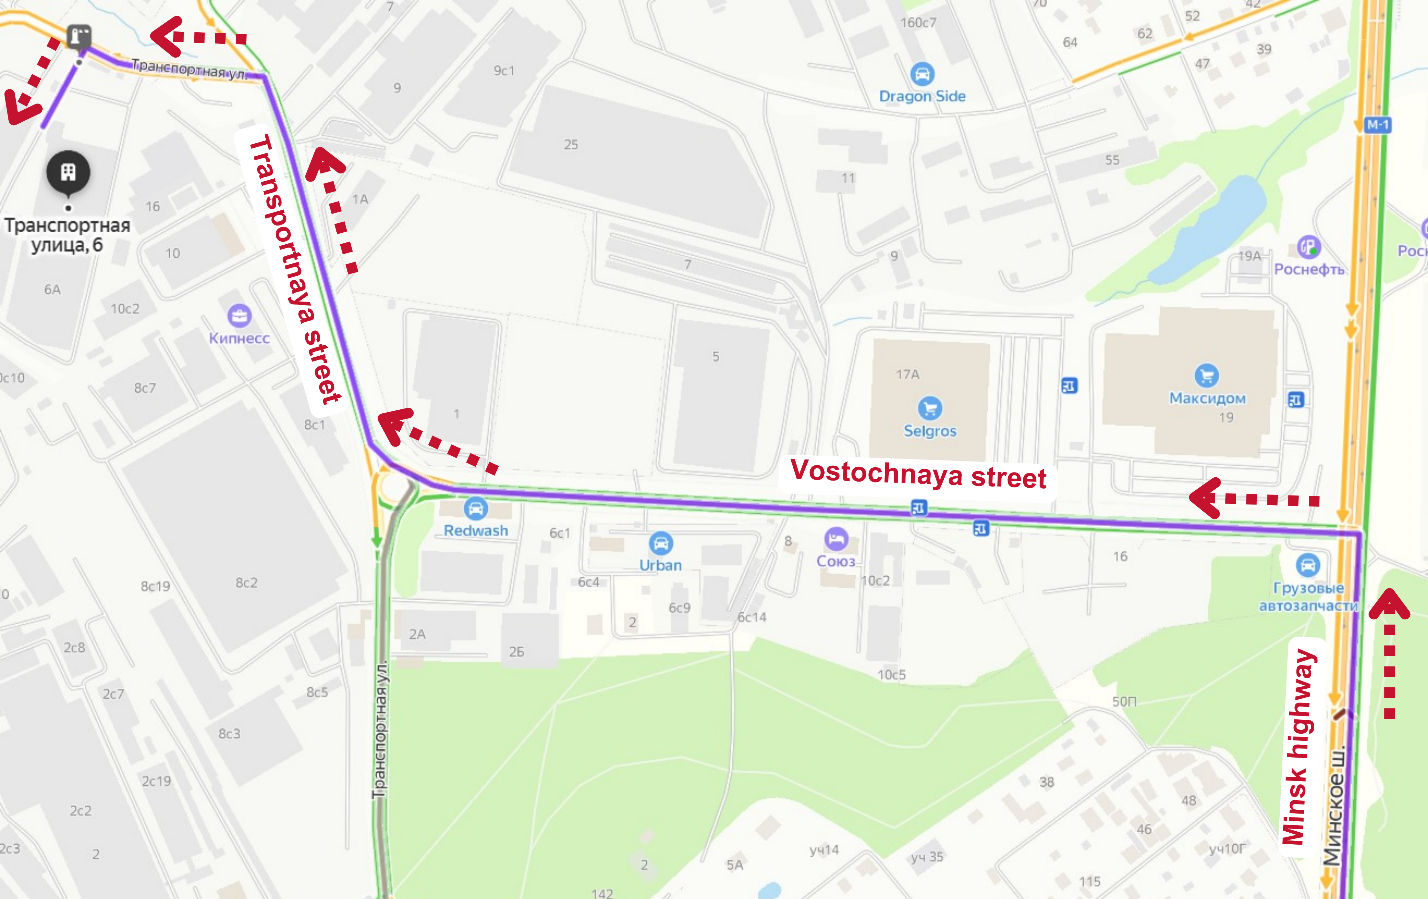 160с7
70
52
42
64
62
39
47
Транспортная ул.
9с1
9
Dragon Side
М-1
25
55
11
Transportnaya street
1А
16
Транспортная
улица, 6
10
7
9
19А
Роснефть
6А
10с2
Кипнесс
5
17А
Selgros
Максидом
19
8с7
1
8с1
Vostochnaya street
Redwash
6с1
Urban
8
Союз
16
Грузовые
автозапчасти
8с19
8с2
6с4
10с2
6с9
6с14
2
2А
2Б
2с8
Транспортная ул.
10с5
2с7
8с5
50П
Minsk highway
8с3
Минское ш.
2с19
38
48
2с2
46
2с3
2
2
5А
уч14
уч 35
уч10Г
115
142